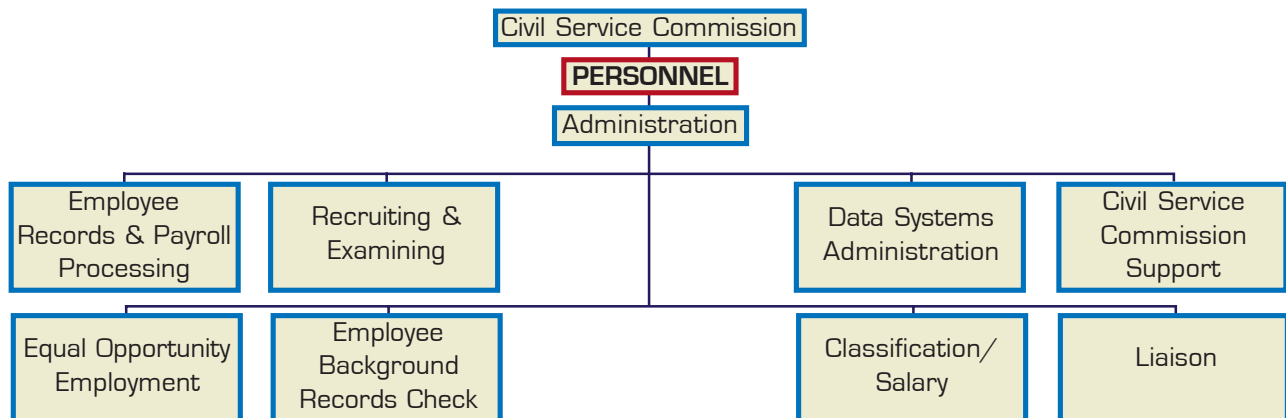 Civil Service Commission
PERSONNEL
Administration
Employee
Records & Payroll
Processing
Recruiting &
Examining
Data Systems
Administration
Civil Service
Commission
Support
Equal Opportunity
Employment
Employee
Background
Records Check
Classification/
Salary
Liaison